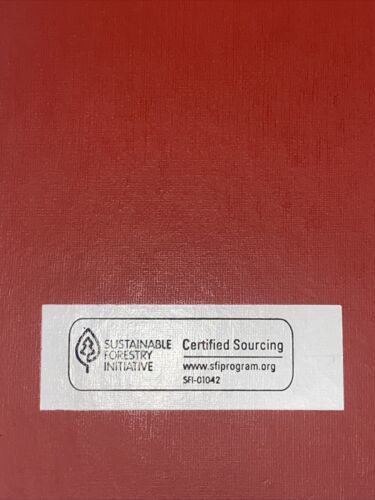 SUSTAINABLE
FORESTRY
INITIATIVE
Certified Sourcing
www.sfiprogram.org
SFI-01042